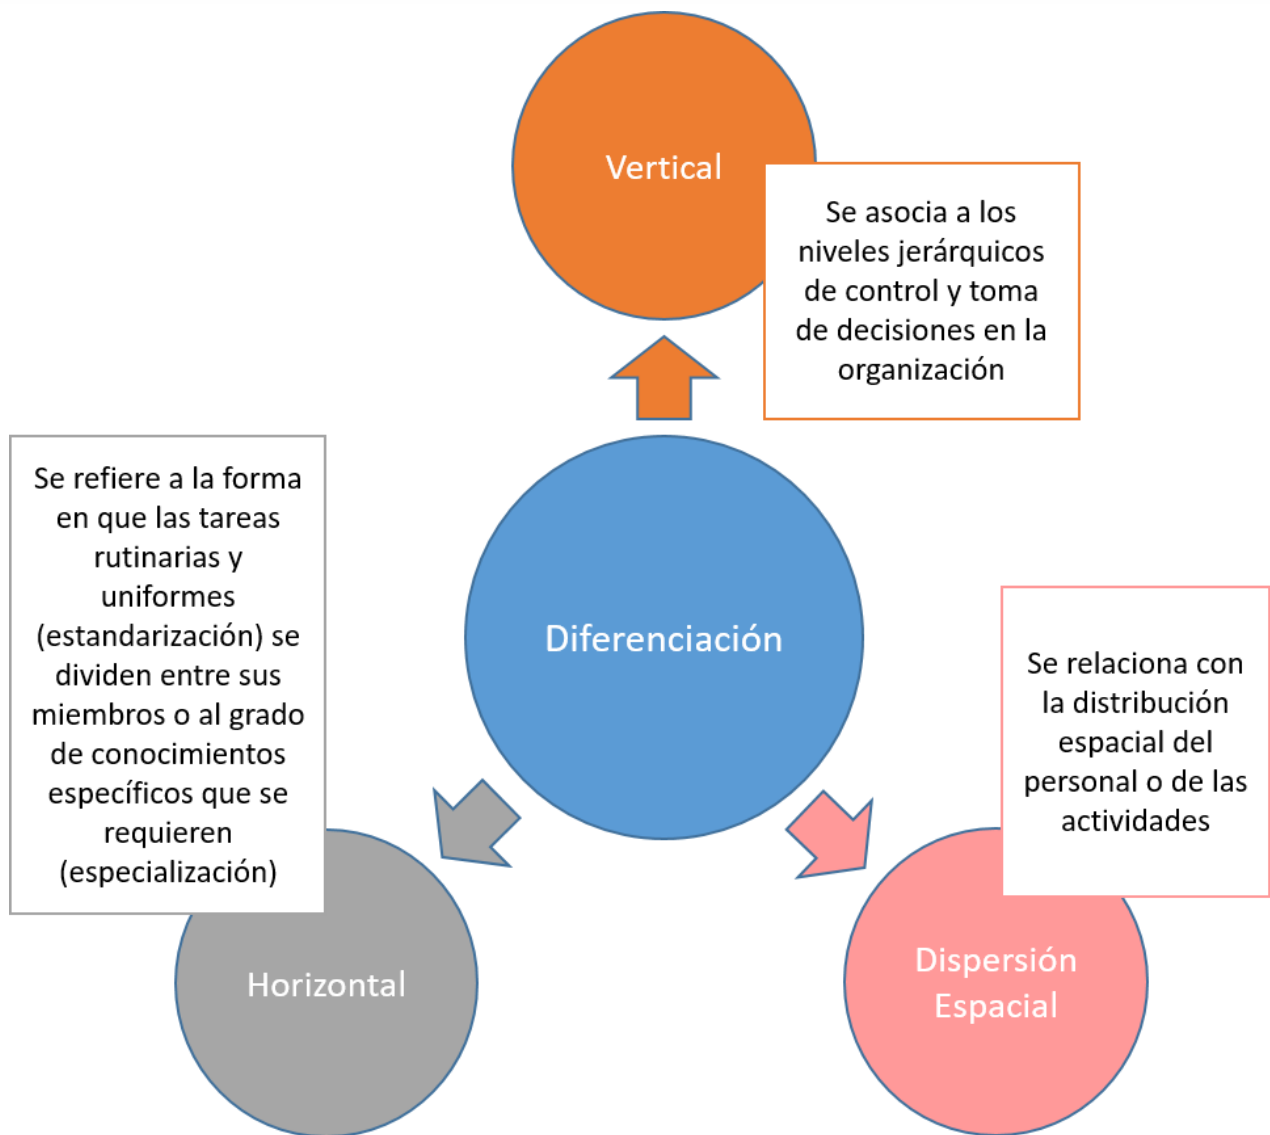 Vertical
Se asocia a los
niveles jerárquicos
de control y toma
de decisiones en la
organización
Se refiere a la forma
en que las tareas
rutinarias y
uniformes
(estandarización) se
dividen entre sus
miembros o al grado
de conocimientos
específicos que se
requieren
(especialización)
Diferenciación
Se relaciona con
la distribución
espacial del
personal o de las
actividades
Horizontal
Dispersión
Espacial